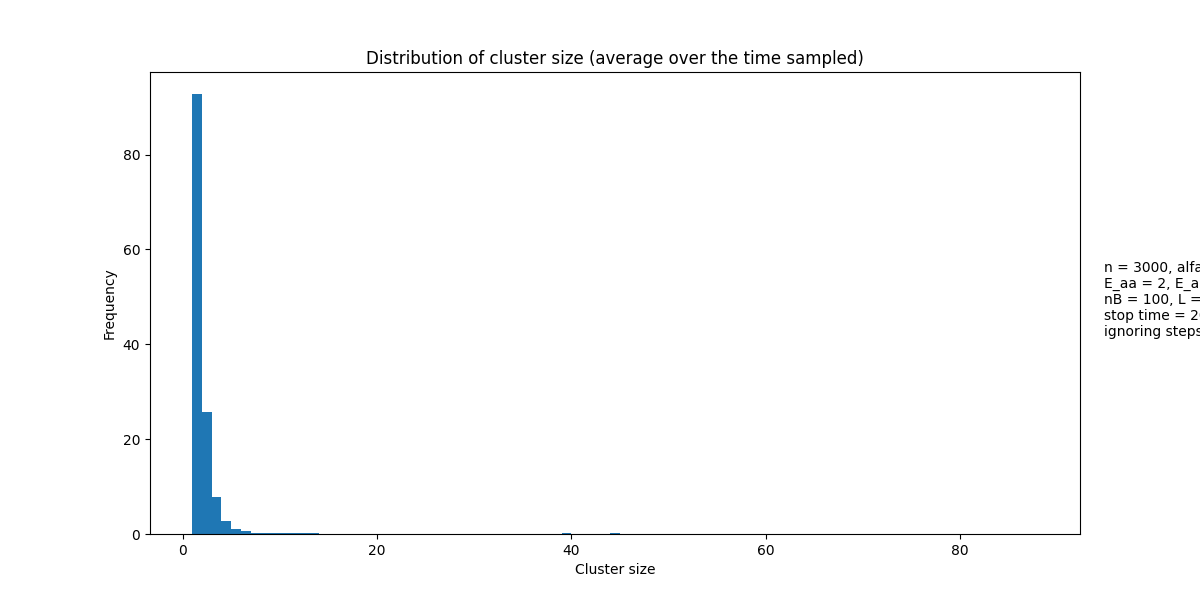 Distribution of cluster size (average over the time sampled)
80
60
40
20
0
Frequency
0 20 40 60 80
Cluster size
n = 3000, alfa
E_aa = 2, E_a
nB = 100, L =
stop time = 2
ignoring steps